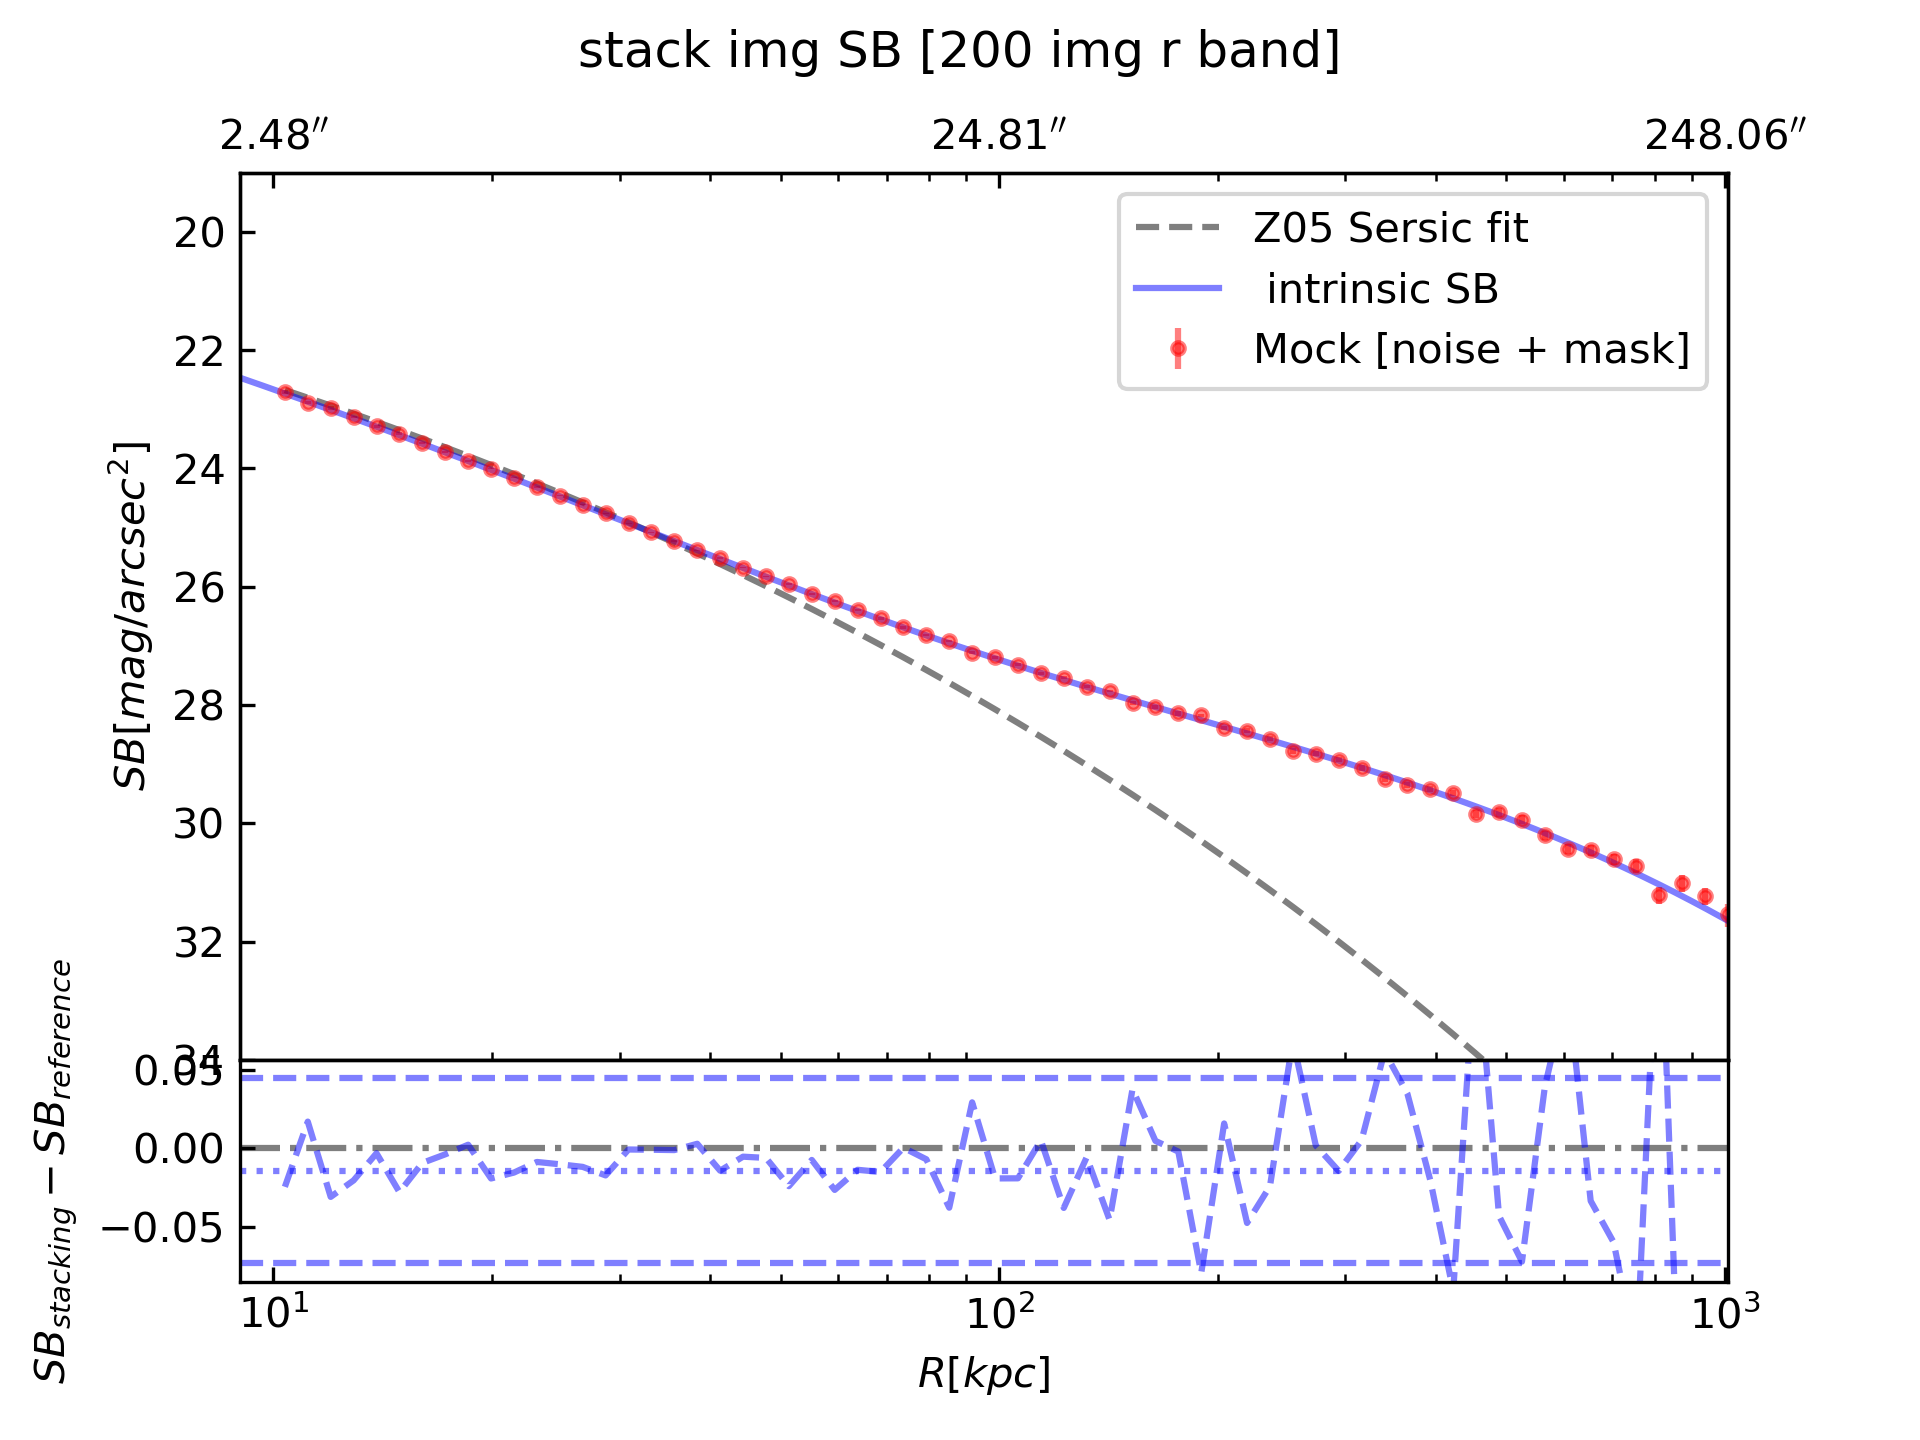 stack img SB [200 img r band]
2.48″ 24.81″ 248.06″
Z05 Sersic fit
intrinsic SB
Mock [noise + mask]
SB[mag/arcsec²]
20
22
24
26
28
30
32
34
SB_stacking − SB_reference
0.05
0.00
−0.05
10¹ 10² 10³
R[kpc]